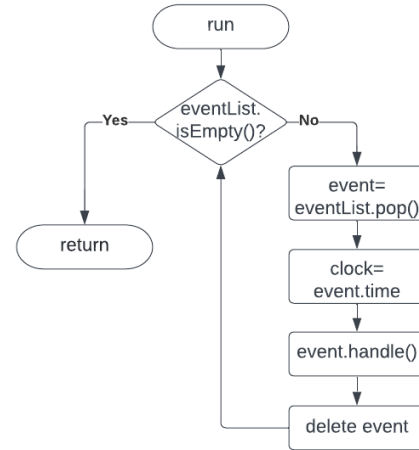 run
eventList.
isEmpty()?
Yes
No
event=
eventList.pop()
return
clock=
event.time
event.handle()
delete event